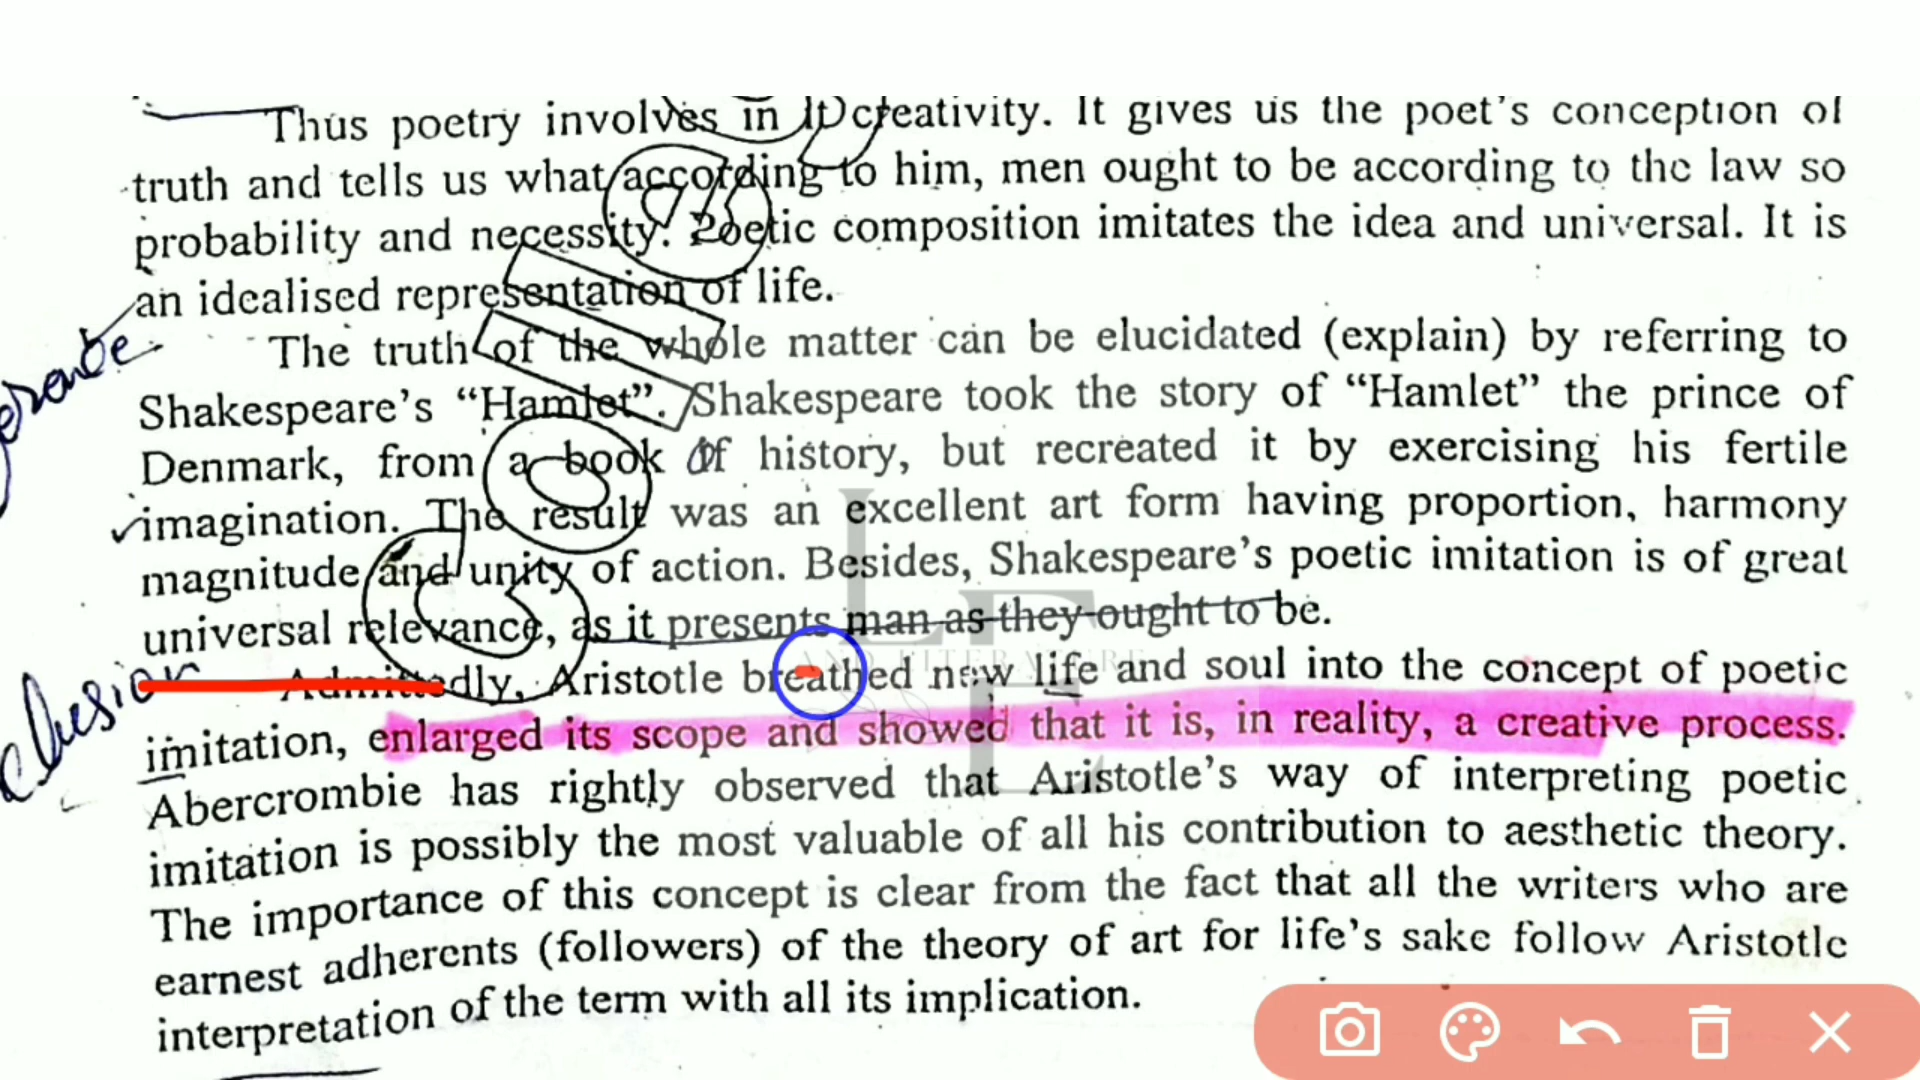 Thus poetry involves in it creativity. It gives us the poet's conception of
truth and tells us what according to him, men ought to be according to the law so
probability and necessity. Poetic composition imitates the idea and universal. It is
an idealised representation of life.
The truth of the whole matter can be elucidated (explain) by referring to
Shakespeare's "Hamlet". Shakespeare took the story of "Hamlet" the prince of
Denmark, from a book of history, but recreated it by exercising his fertile
imagination. The result was an excellent art form having proportion, harmony
magnitude and unity of action. Besides, Shakespeare's poetic imitation is of great
universal relevance, as it presents man as they ought to be.
Admittedly, Aristotle breathed new life and soul into the concept of poetic
imitation, enlarged its scope and showed that it is, in reality, a creative process.
Abercrombie has rightly observed that Aristotle's way of interpreting poetic
imitation is possibly the most valuable of all his contribution to aesthetic theory.
The importance of this concept is clear from the fact that all the writers who are
earnest adherents (followers) of the theory of art for life's sake follow Aristotle
interpretation of the term with all its implication.
L
AND LITERATURE
E